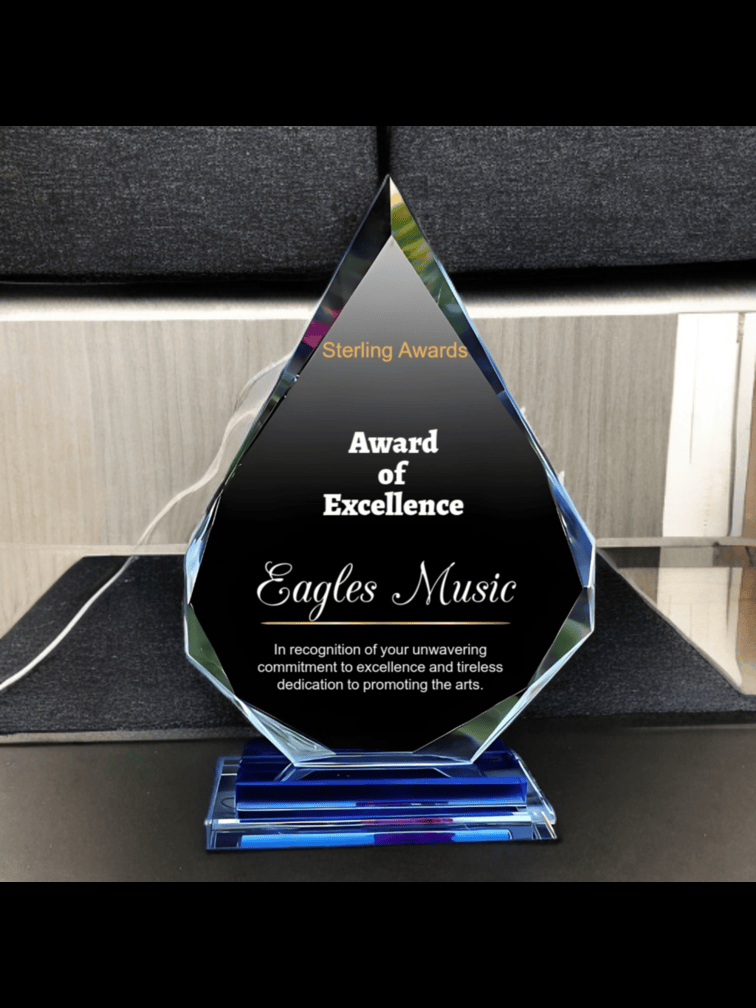 Sterling Awards
Award
of
Excellence
Eagles Music
In recognition of your unwavering
commitment to excellence and tireless
dedication to promoting the arts.